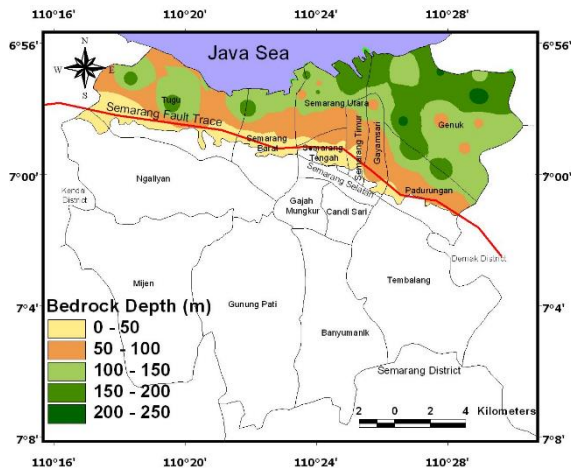 110°16' 110°20' 110°24' 110°28'
6°56' 6°56'
N
W E
S
Java Sea
Tugu
Semarang Utara
Semarang Fault Trace
Genuk
Semarang Timur
Gayamsari
Semarang
Barat
Semarang
Tengah
7°00' 7°00'
Semarang Selatan
Ngaliyan
Padurungan
Kendal
District
Gajah
Mungkur
Candi Sari
Demak District
Mijen
Tembalang
Gunung Pati
7°4' 7°4'
Bedrock Depth (m)
0 - 50
50 - 100
100 - 150
150 - 200
200 - 250
Banyumanik
Semarang District
2 0 2 4 Kilometers
7°8' 7°8'
110°16' 110°20' 110°24' 110°28'